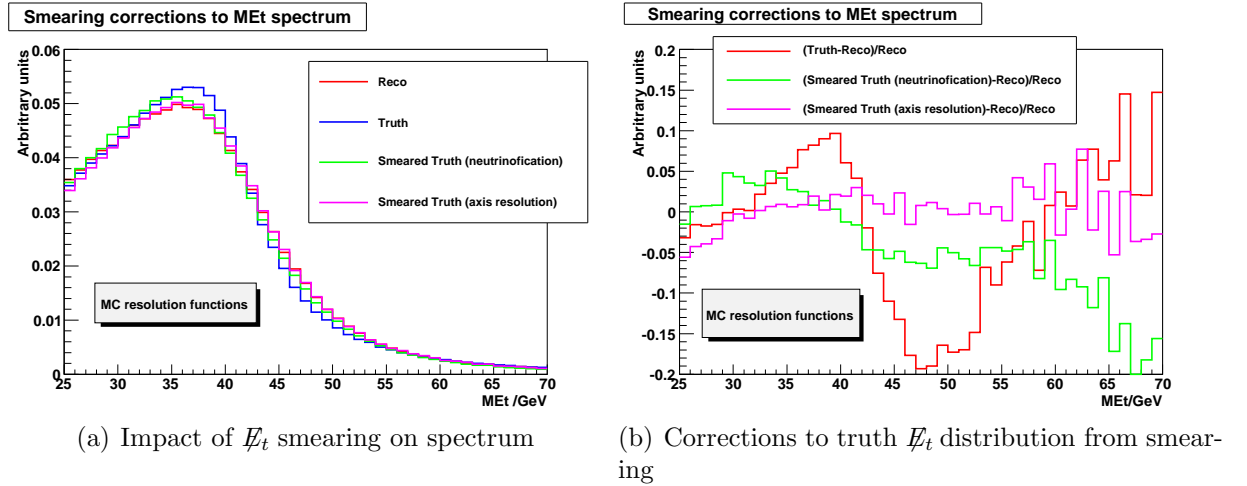 Smearing corrections to MEt spectrum
Arbritrary units
0.06
0.05
0.04
0.03
0.02
0.01
0
Reco
Truth
Smeared Truth (neutrinofication)
Smeared Truth (axis resolution)
MC resolution functions
25 30 35 40 45 50 55 60 65 70
MEt /GeV
(a) Impact of E̸t smearing on spectrum
Smearing corrections to MEt spectrum
Arbritrary units
0.2
0.15
0.1
0.05
0
-0.05
-0.1
-0.15
-0.2
(Truth-Reco)/Reco
(Smeared Truth (neutrinofication)-Reco)/Reco
(Smeared Truth (axis resolution)-Reco)/Reco
MC resolution functions
25 30 35 40 45 50 55 60 65 70
MEt/GeV
(b) Corrections to truth E̸t distribution from smear-
ing